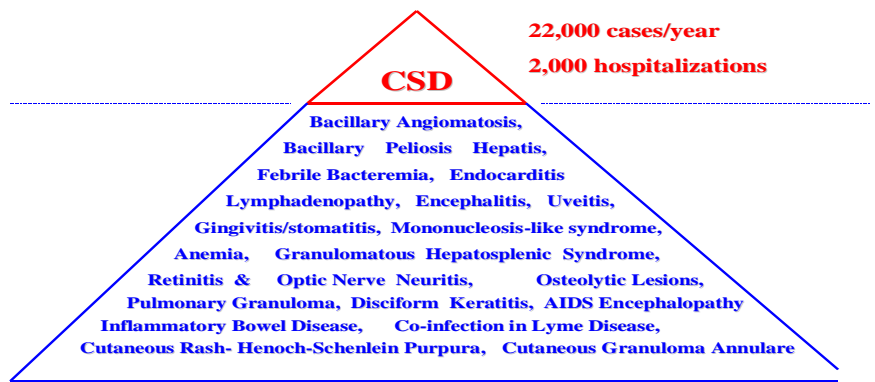 22,000 cases/year
2,000 hospitalizations
CSD
Bacillary Angiomatosis,
Bacillary Peliosis Hepatis,
Febrile Bacteremia, Endocarditis
Lymphadenopathy, Encephalitis, Uveitis,
Gingivitis/stomatitis, Mononucleosis-like syndrome,
Anemia, Granulomatous Hepatosplenic Syndrome,
Retinitis & Optic Nerve Neuritis, Osteolytic Lesions,
Pulmonary Granuloma, Disciform Keratitis, AIDS Encephalopathy
Inflammatory Bowel Disease, Co-infection in Lyme Disease,
Cutaneous Rash- Henoch-Schenlein Purpura, Cutaneous Granuloma Annulare